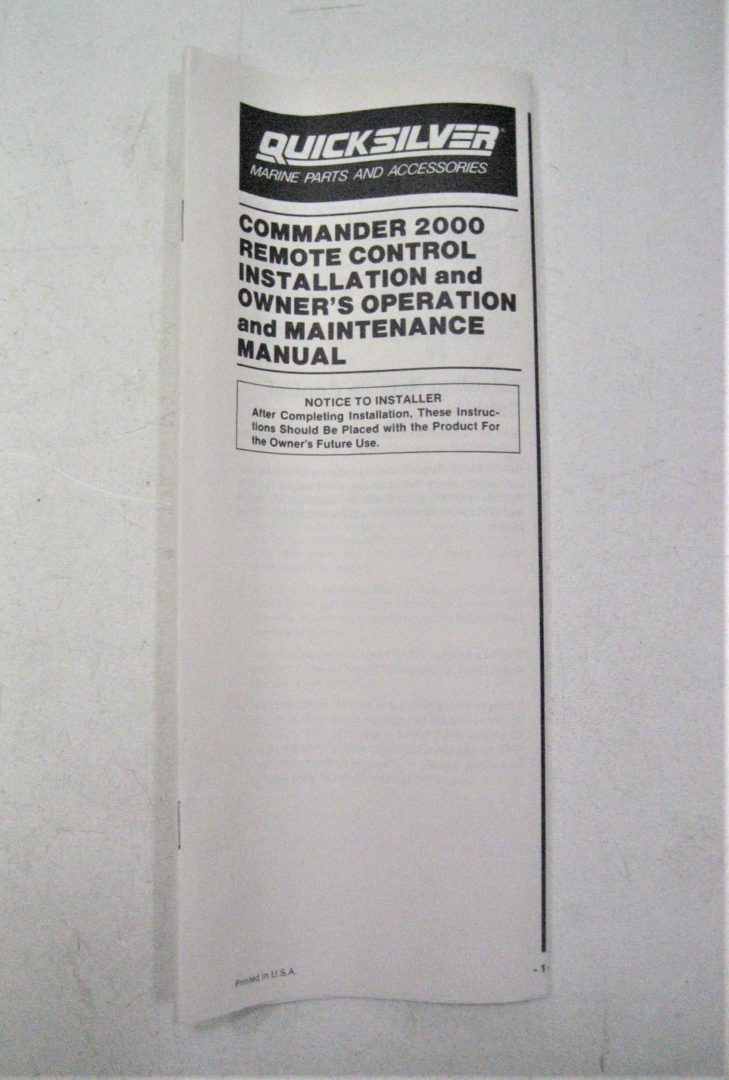 QUICKSILVER
MARINE PARTS AND ACCESSORIES
COMMANDER 2000
REMOTE CONTROL
INSTALLATION and
OWNER'S OPERATION
and MAINTENANCE
MANUAL
NOTICE TO INSTALLER
After Completing Installation, These Instruc-
tions Should Be Placed with the Product For
the Owner's Future Use.
Printed in U.S.A.
- 1